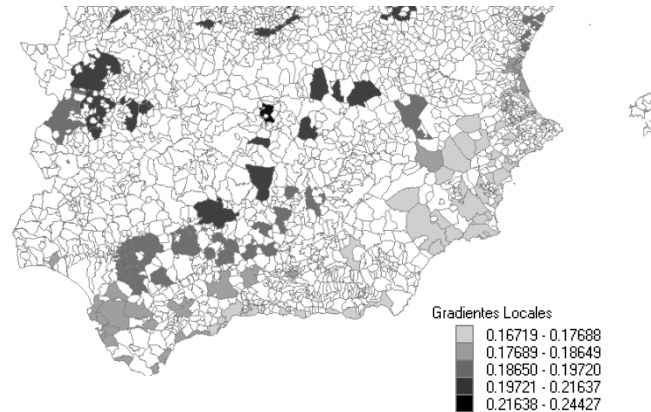 Gradientes Locales
0.16719 - 0.17688
0.17689 - 0.18649
0.18650 - 0.19720
0.19721 - 0.21637
0.21638 - 0.24427